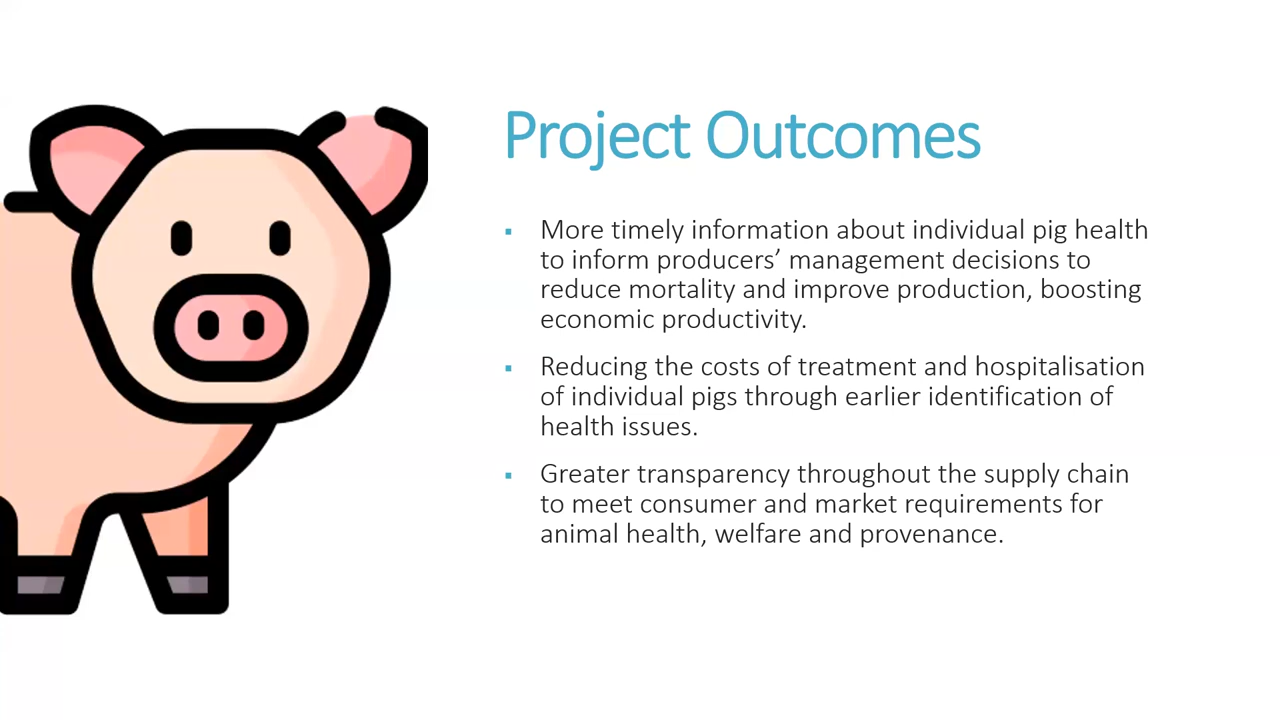 Project Outcomes
▪ More timely information about individual pig health
to inform producers’ management decisions to
reduce mortality and improve production, boosting
economic productivity.
▪ Reducing the costs of treatment and hospitalisation
of individual pigs through earlier identification of
health issues.
▪ Greater transparency throughout the supply chain
to meet consumer and market requirements for
animal health, welfare and provenance.